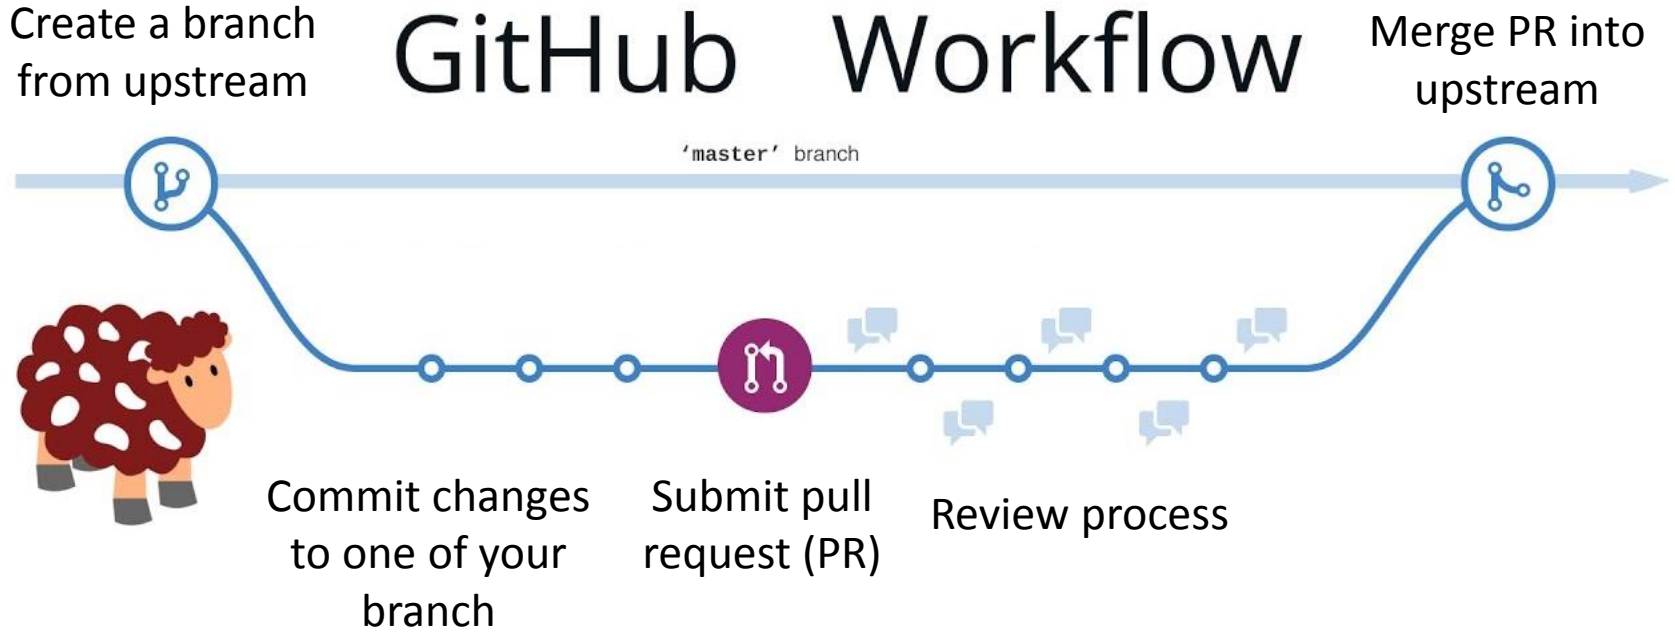 Create a branch
from upstream
GitHub Workflow
Merge PR into
upstream
‘master’ branch
Commit changes
to one of your
branch
Submit pull
request (PR)
Review process